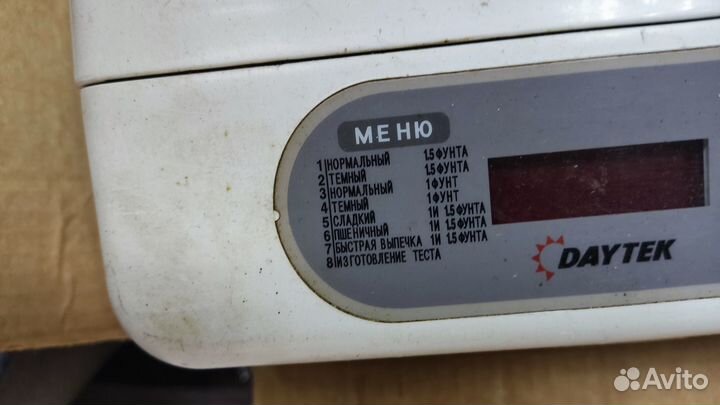 МЕНЮ
1 НОРМАЛЬНЫЙ 1.5 ФУНТА
2 ТЕМНЫЙ 1.5 ФУНТА
3 НОРМАЛЬНЫЙ 1 ФУНТ
4 ТЕМНЫЙ 1 ФУНТ
5 СЛАДКИЙ 1 И 1.5 ФУНТА
6 ПШЕНИЧНЫЙ 1 И 1.5 ФУНТА
7 БЫСТРАЯ ВЫПЕЧКА 1 И 1.5 ФУНТА
8 ИЗГОТОВЛЕНИЕ ТЕСТА
DAYTEK
Avito